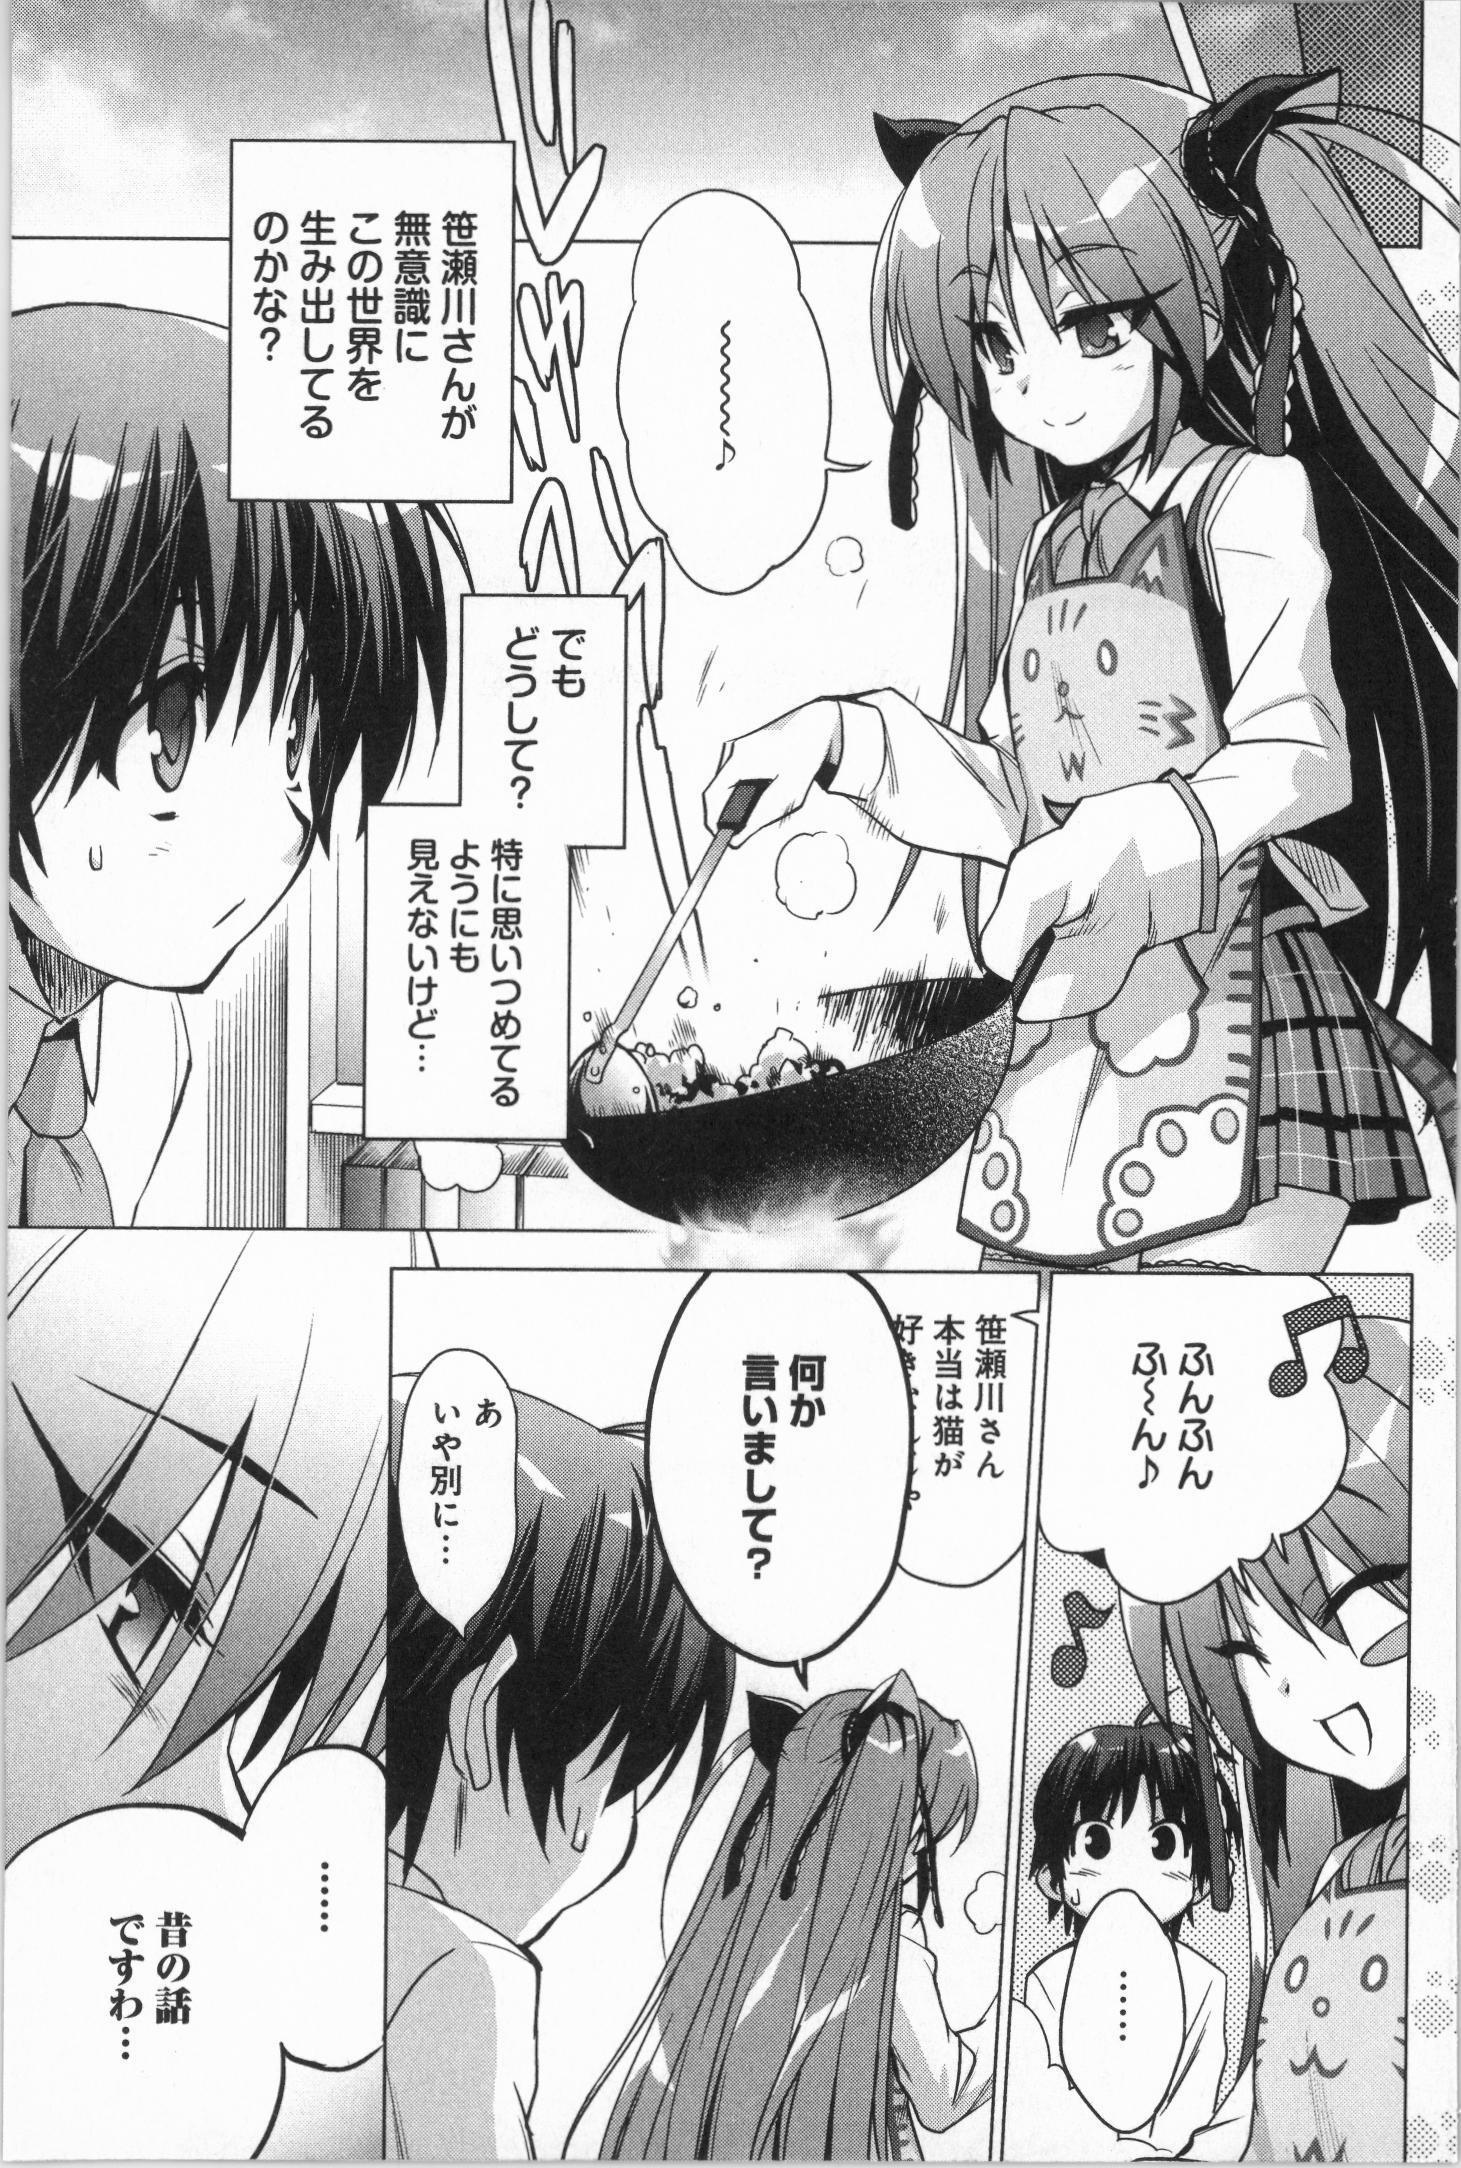 〜〜〜〜〜♪
笹瀬川さんが
無意識に
この世界を
生み出してる
のかな?
でも
どうして?
特に思いつめてる
ようにも
見えないけど…
ふんふん
ふ〜ん♪
……
笹瀬川さん
本当は猫が
何か
言いまして?
あ
いや別に…
……
昔の話
ですわ…